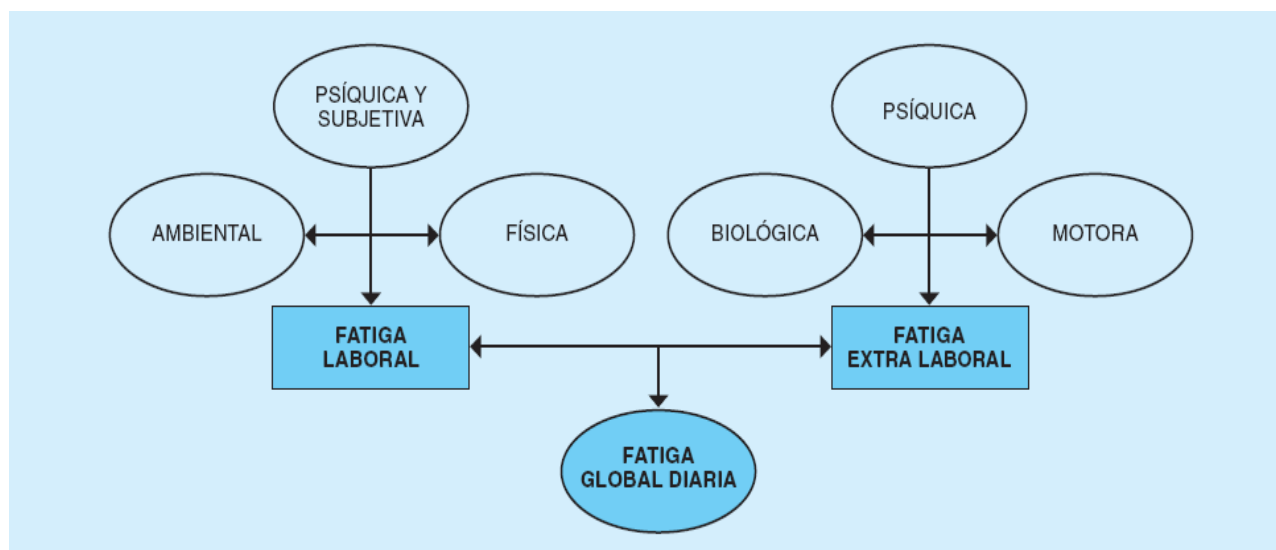 PSÍQUICA Y
SUBJETIVA
PSÍQUICA
AMBIENTAL
FÍSICA
BIOLÓGICA
MOTORA
FATIGA
LABORAL
FATIGA
EXTRA LABORAL
FATIGA
GLOBAL DIARIA